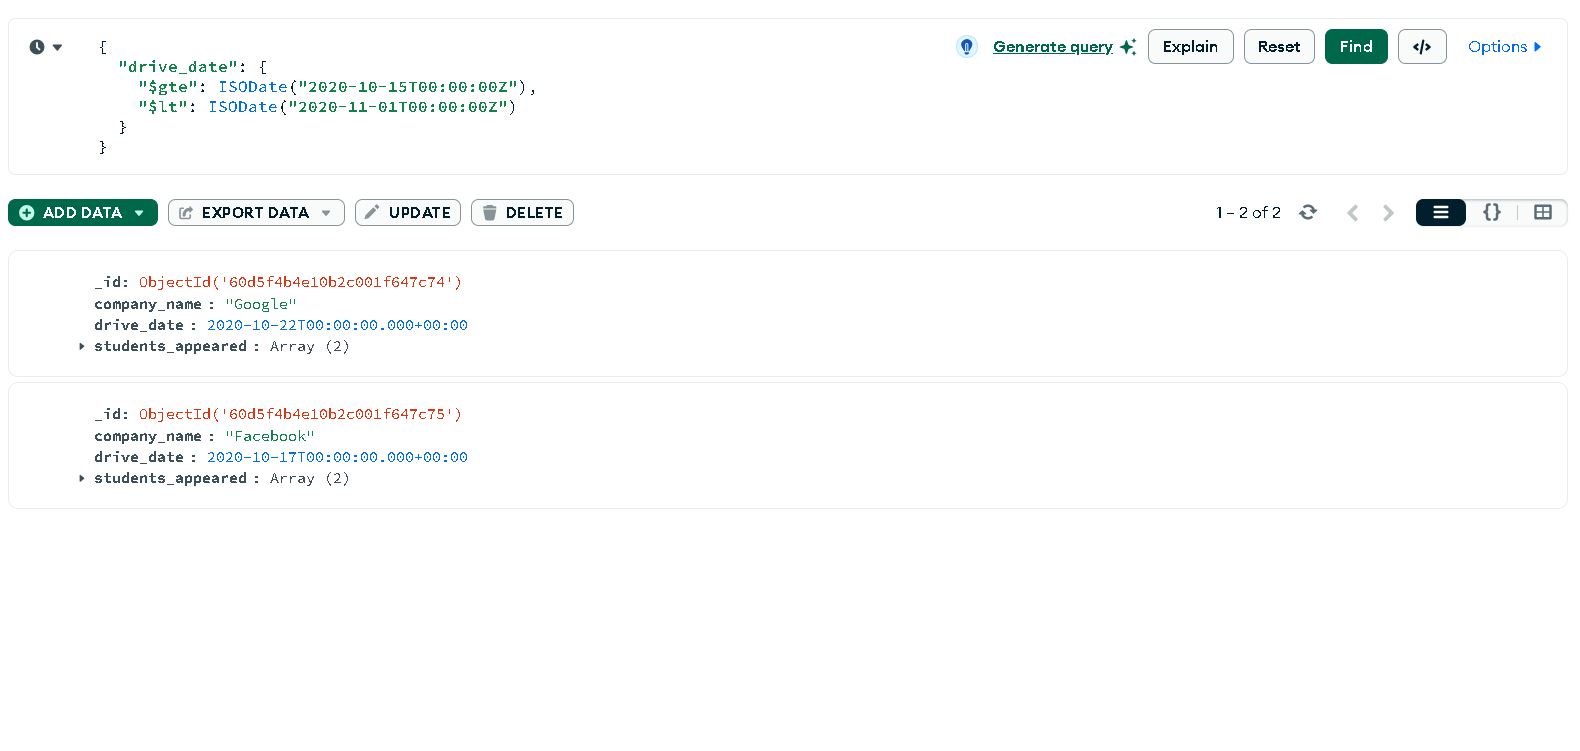 {
"drive_date": {
"$gte": ISODate("2020-10-15T00:00:00Z"),
"$lt": ISODate("2020-11-01T00:00:00Z")
}
}
Generate query Explain Reset Find </> Options
ADD DATA EXPORT DATA UPDATE DELETE 1 – 2 of 2 {}
_id: ObjectId('60d5f4b4e10b2c001f647c74')
company_name : "Google"
drive_date : 2020-10-22T00:00:00.000+00:00
students_appeared : Array (2)
_id: ObjectId('60d5f4b4e10b2c001f647c75')
company_name : "Facebook"
drive_date : 2020-10-17T00:00:00.000+00:00
students_appeared : Array (2)